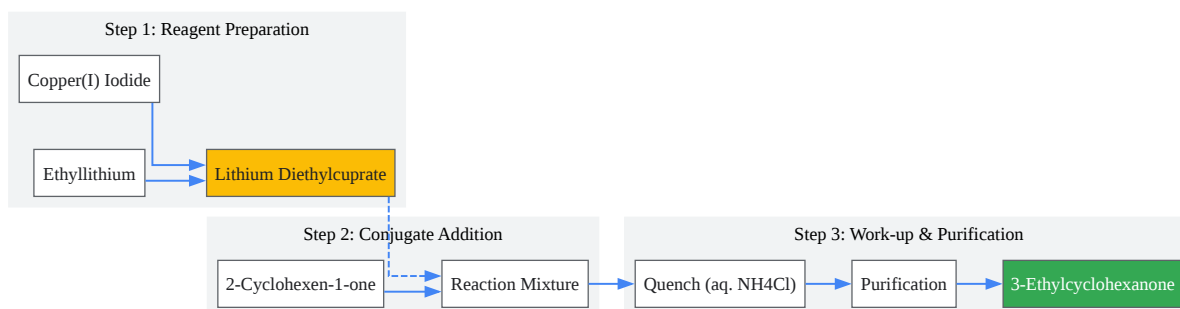 Step 1: Reagent Preparation
Copper(I) Iodide
Ethyllithium
Lithium Diethylcuprate
Step 2: Conjugate Addition
2-Cyclohexen-1-one
Reaction Mixture
Step 3: Work-up & Purification
Quench (aq. NH4Cl)
Purification
3-Ethylcyclohexanone